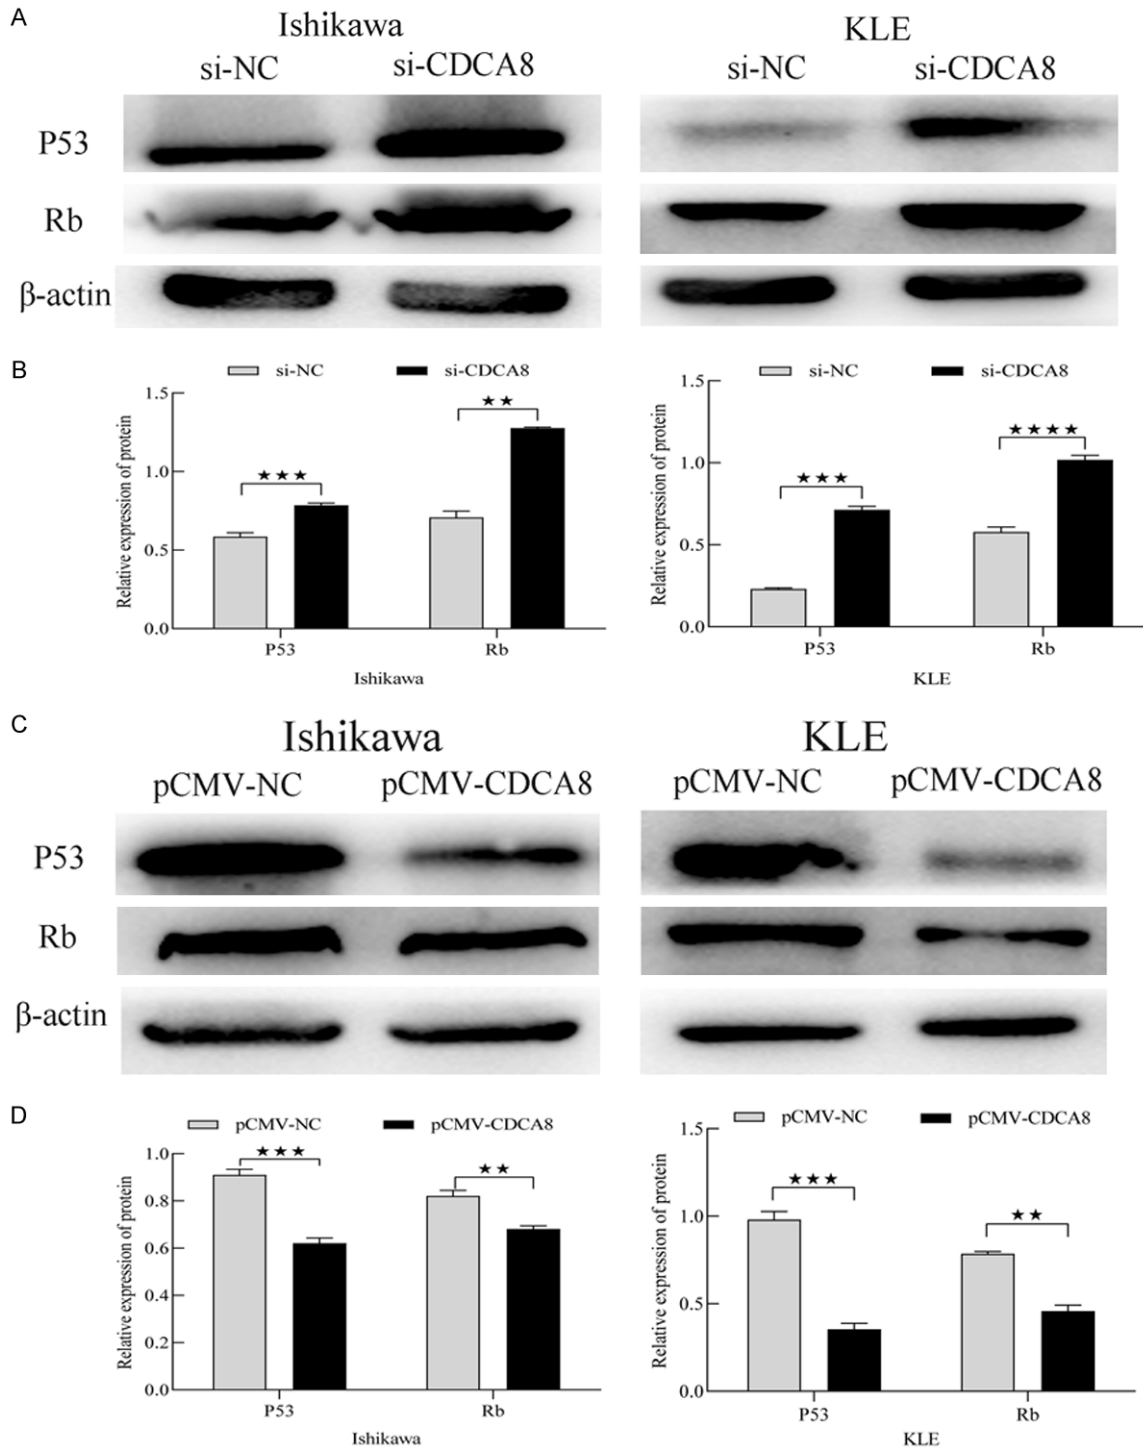 A
Ishikawa
KLE
si-NC
si-CDCA8
si-NC
si-CDCA8
P53
Rb
β-actin
B
si-NC
si-CDCA8
si-NC
si-CDCA8
Relative expression of protein
1.5
1.0
0.5
0.0
★★★
★★
P53
Rb
Ishikawa
Relative expression of protein
1.5
1.0
0.5
0.0
★★★
★★★★
P53
Rb
KLE
C
Ishikawa
KLE
pCMV-NC
pCMV-CDCA8
pCMV-NC
pCMV-CDCA8
P53
Rb
β-actin
D
pCMV-NC
pCMV-CDCA8
pCMV-NC
pCMV-CDCA8
Relative expression of protein
1.0
0.8
0.6
0.4
0.2
0.0
★★★
★★
P53
Rb
Ishikawa
Relative expression of protein
1.5
1.0
0.5
0.0
★★★
★★
P53
Rb
KLE